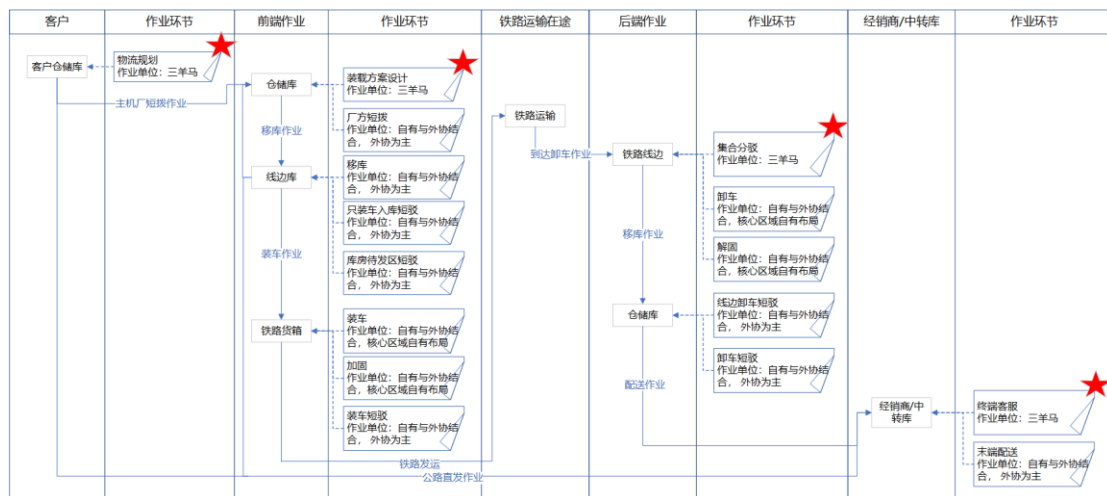 客户
作业环节
前端作业
作业环节
铁路运输在途
后端作业
作业环节
经销商/中转库
作业环节
客户仓储库
物流规划
作业单位：三羊马
主机厂短拨作业
仓储库
移库作业
线边库
装车作业
铁路货箱
铁路发运
公路直发作业
装载方案设计
作业单位：三羊马
厂方短拨
作业单位：自有与外协结
合，外协为主
移库
作业单位：自有与外协结
合，外协为主
只装车入库短驳
作业单位：自有与外协结
合，外协为主
库房待发区短驳
作业单位：自有与外协结
合，外协为主
装车
作业单位：自有与外协结
合，核心区域自有布局
加固
作业单位：自有与外协结
合，核心区域自有布局
装车短驳
作业单位：自有与外协结
合，外协为主
铁路运输
到达卸车作业
铁路线边
移库作业
仓储库
配送作业
集合分驳
作业单位：三羊马
卸车
作业单位：自有与外协结
合，核心区域自有布局
解固
作业单位：自有与外协结
合，核心区域自有布局
线边卸车短驳
作业单位：自有与外协结
合，外协为主
卸车短驳
作业单位：自有与外协结
合，外协为主
经销商/中
转库
终端客服
作业单位：三羊马
末端配送
作业单位：自有与外协结
合，外协为主